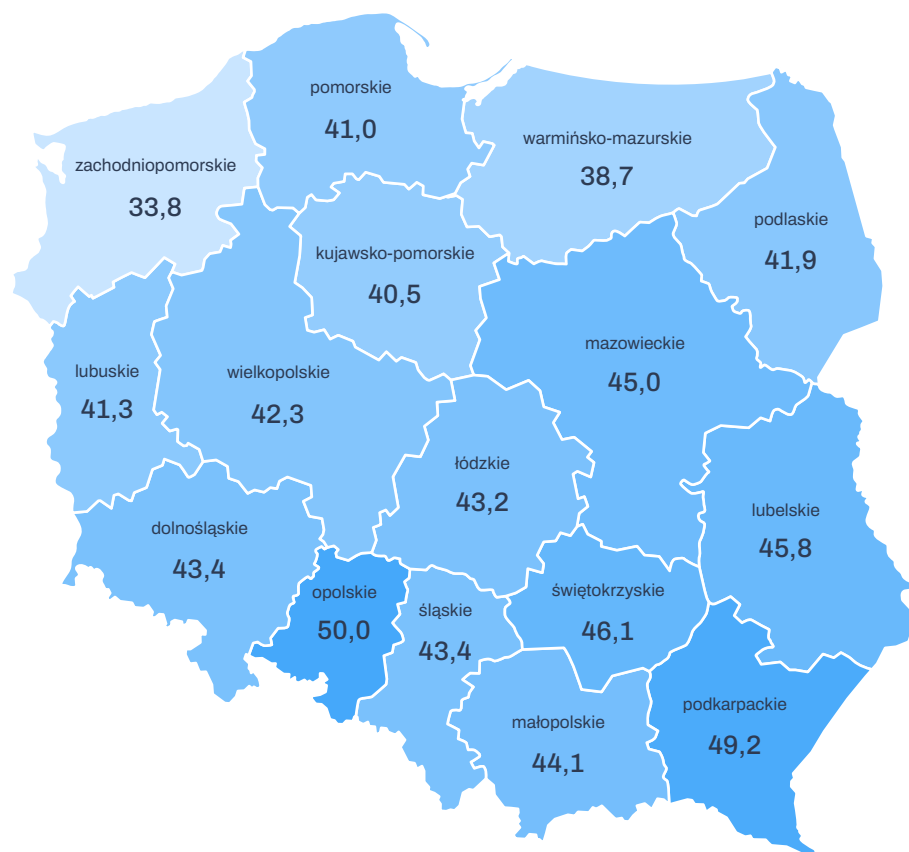 pomorskie
41,0
warmińsko-mazurskie
38,7
zachodniopomorskie
33,8
podlaskie
41,9
kujawsko-pomorskie
40,5
mazowieckie
45,0
lubuskie
41,3
wielkopolskie
42,3
łódzkie
43,2
lubelskie
45,8
dolnośląskie
43,4
opolskie
50,0
śląskie
43,4
świętokrzyskie
46,1
małopolskie
44,1
podkarpackie
49,2